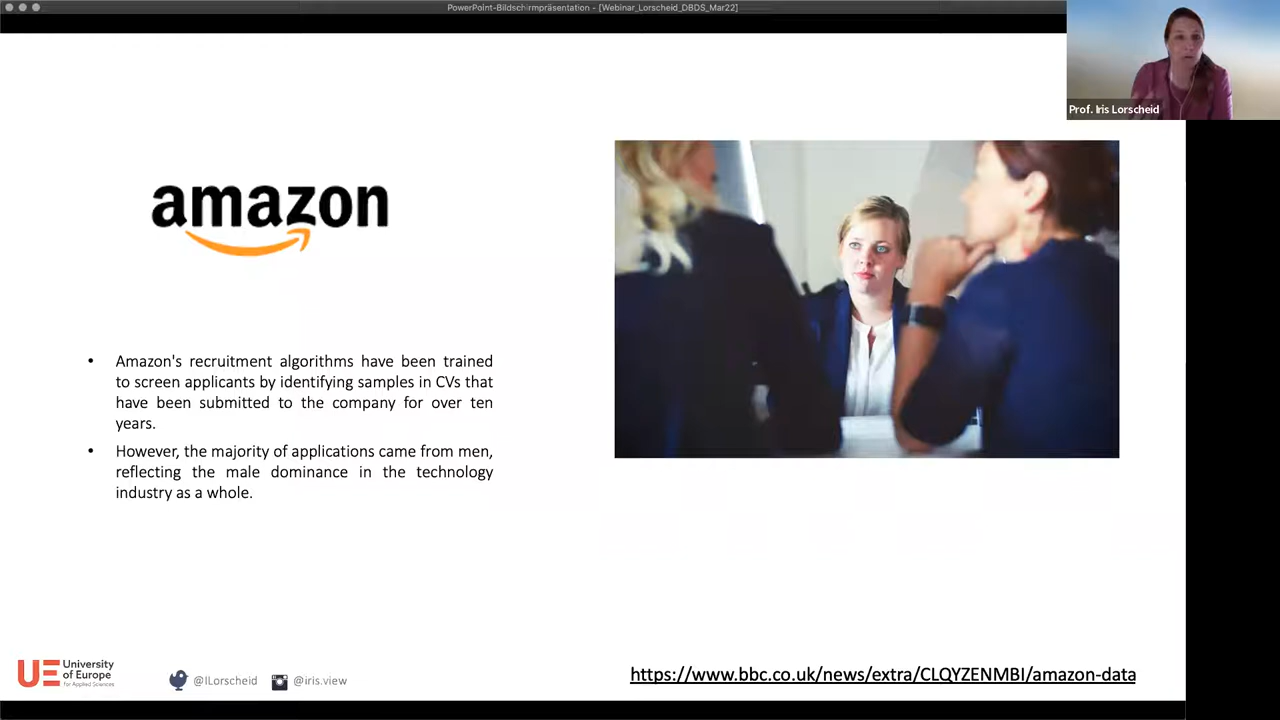 PowerPoint-Bildschirmpräsentation - [Webinar_Lorscheid_DBDS_Mar22]
Prof. Iris Lorscheid
amazon
• Amazon's recruitment algorithms have been trained
to screen applicants by identifying samples in CVs that
have been submitted to the company for over ten
years.
• However, the majority of applications came from men,
reflecting the male dominance in the technology
industry as a whole.
UE University
of Europe
for Applied Sciences
@ILorscheid
@iris.view
https://www.bbc.co.uk/news/extra/CLQYZENMBI/amazon-data